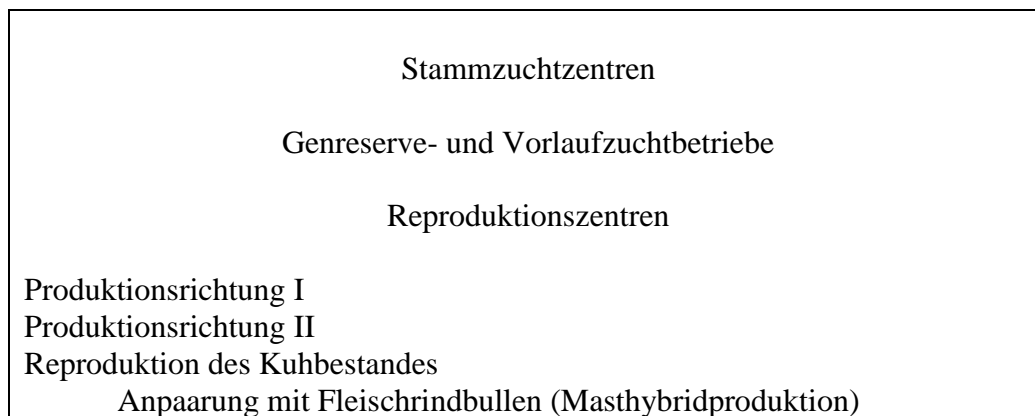 Stammzuchtzentren
Genreserve- und Vorlaufzuchtbetriebe
Reproduktionszentren
Produktionsrichtung I
Produktionsrichtung II
Reproduktion des Kuhbestandes
Anpaarung mit Fleischrindbullen (Masthybridproduktion)